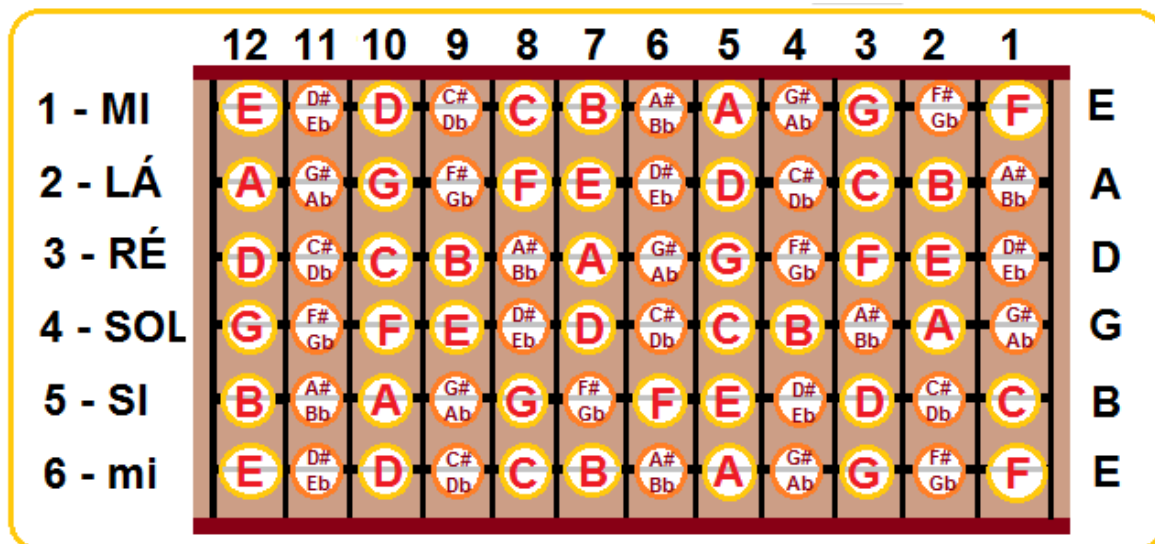 12 11 10 9 8 7 6 5 4 3 2 1
1 - MI E D# Eb D C# Db C B A# Bb A G# Ab G F# Gb F E
2 - LÁ A G# Ab G F# Gb F E D# Eb D C# Db C B A# Bb A
3 - RÉ D C# Db C B A# Bb A G# Ab G F# Gb F E D# Eb D
4 - SOL G F# Gb F E D# Eb D C# Db C B A# Bb A G# Ab G
5 - SI B A# Bb A G# Ab G F# Gb F E D# Eb D C# Db C B
6 - mi E D# Eb D C# Db C B A# Bb A G# Ab G F# Gb F E